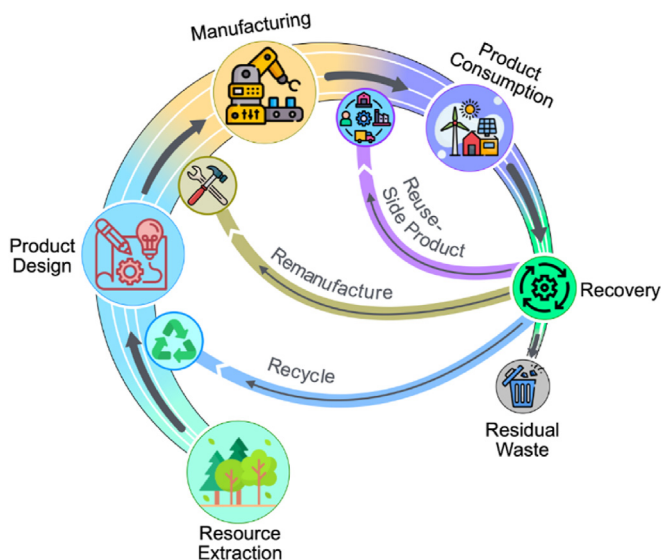 Manufacturing
Product
Consumption
Product
Design
Reuse-
Side Product
Remanufacture
Recovery
Recycle
Residual
Waste
Resource
Extraction